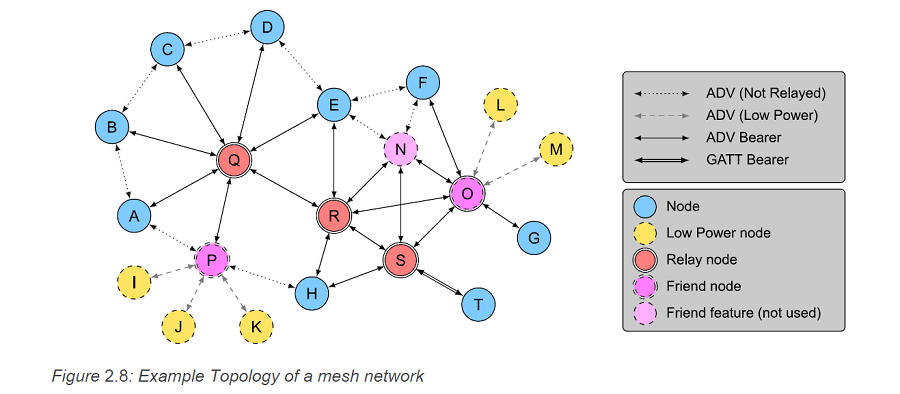 D
C
F
E
L
B
M
N
Q
O
A
R
G
P
S
I
H
T
J
K
ADV (Not Relayed)
ADV (Low Power)
ADV Bearer
GATT Bearer
Node
Low Power node
Relay node
Friend node
Friend feature (not used)
Figure 2.8: Example Topology of a mesh network